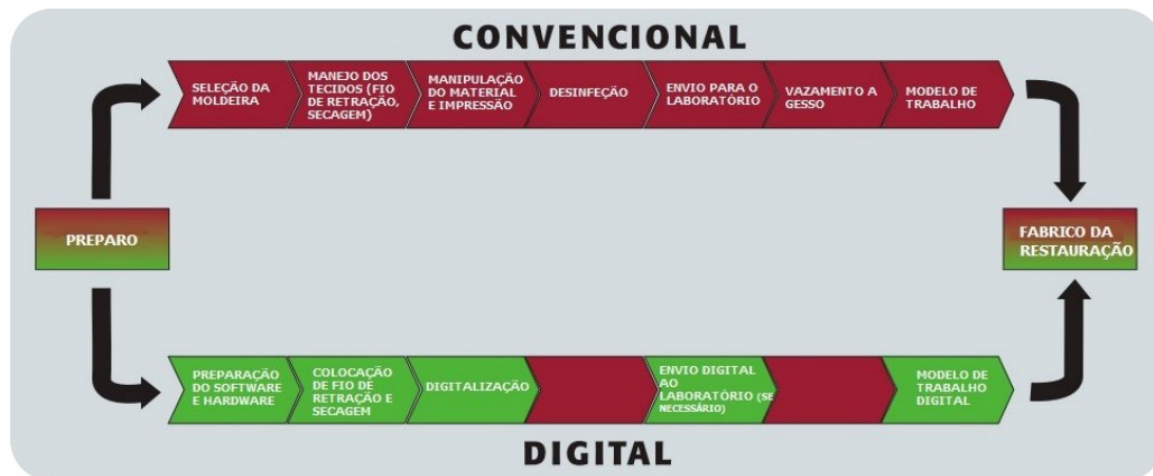 CONVENCIONAL
SELEÇÃO DA
MOLDEIRA
MANEJO DOS
TECIDOS (FIO
DE RETRAÇÃO,
SECAGEM)
MANIPULAÇÃO
DO MATERIAL
E IMPRESSÃO
DESINFEÇÃO
ENVIO PARA O
LABORATÓRIO
VAZAMENTO A
GESSO
MODELO DE
TRABALHO
PREPARO
FABRICO DA
RESTAURAÇÃO
PREPARAÇÃO
DO SOFTWARE
E HARDWARE
COLOCAÇÃO
DE FIO DE
RETRAÇÃO E
SECAGEM
DIGITALIZAÇÃO
ENVIO DIGITAL
AO
LABORATÓRIO (SE
NECESSÁRIO)
MODELO DE
TRABALHO
DIGITAL
DIGITAL